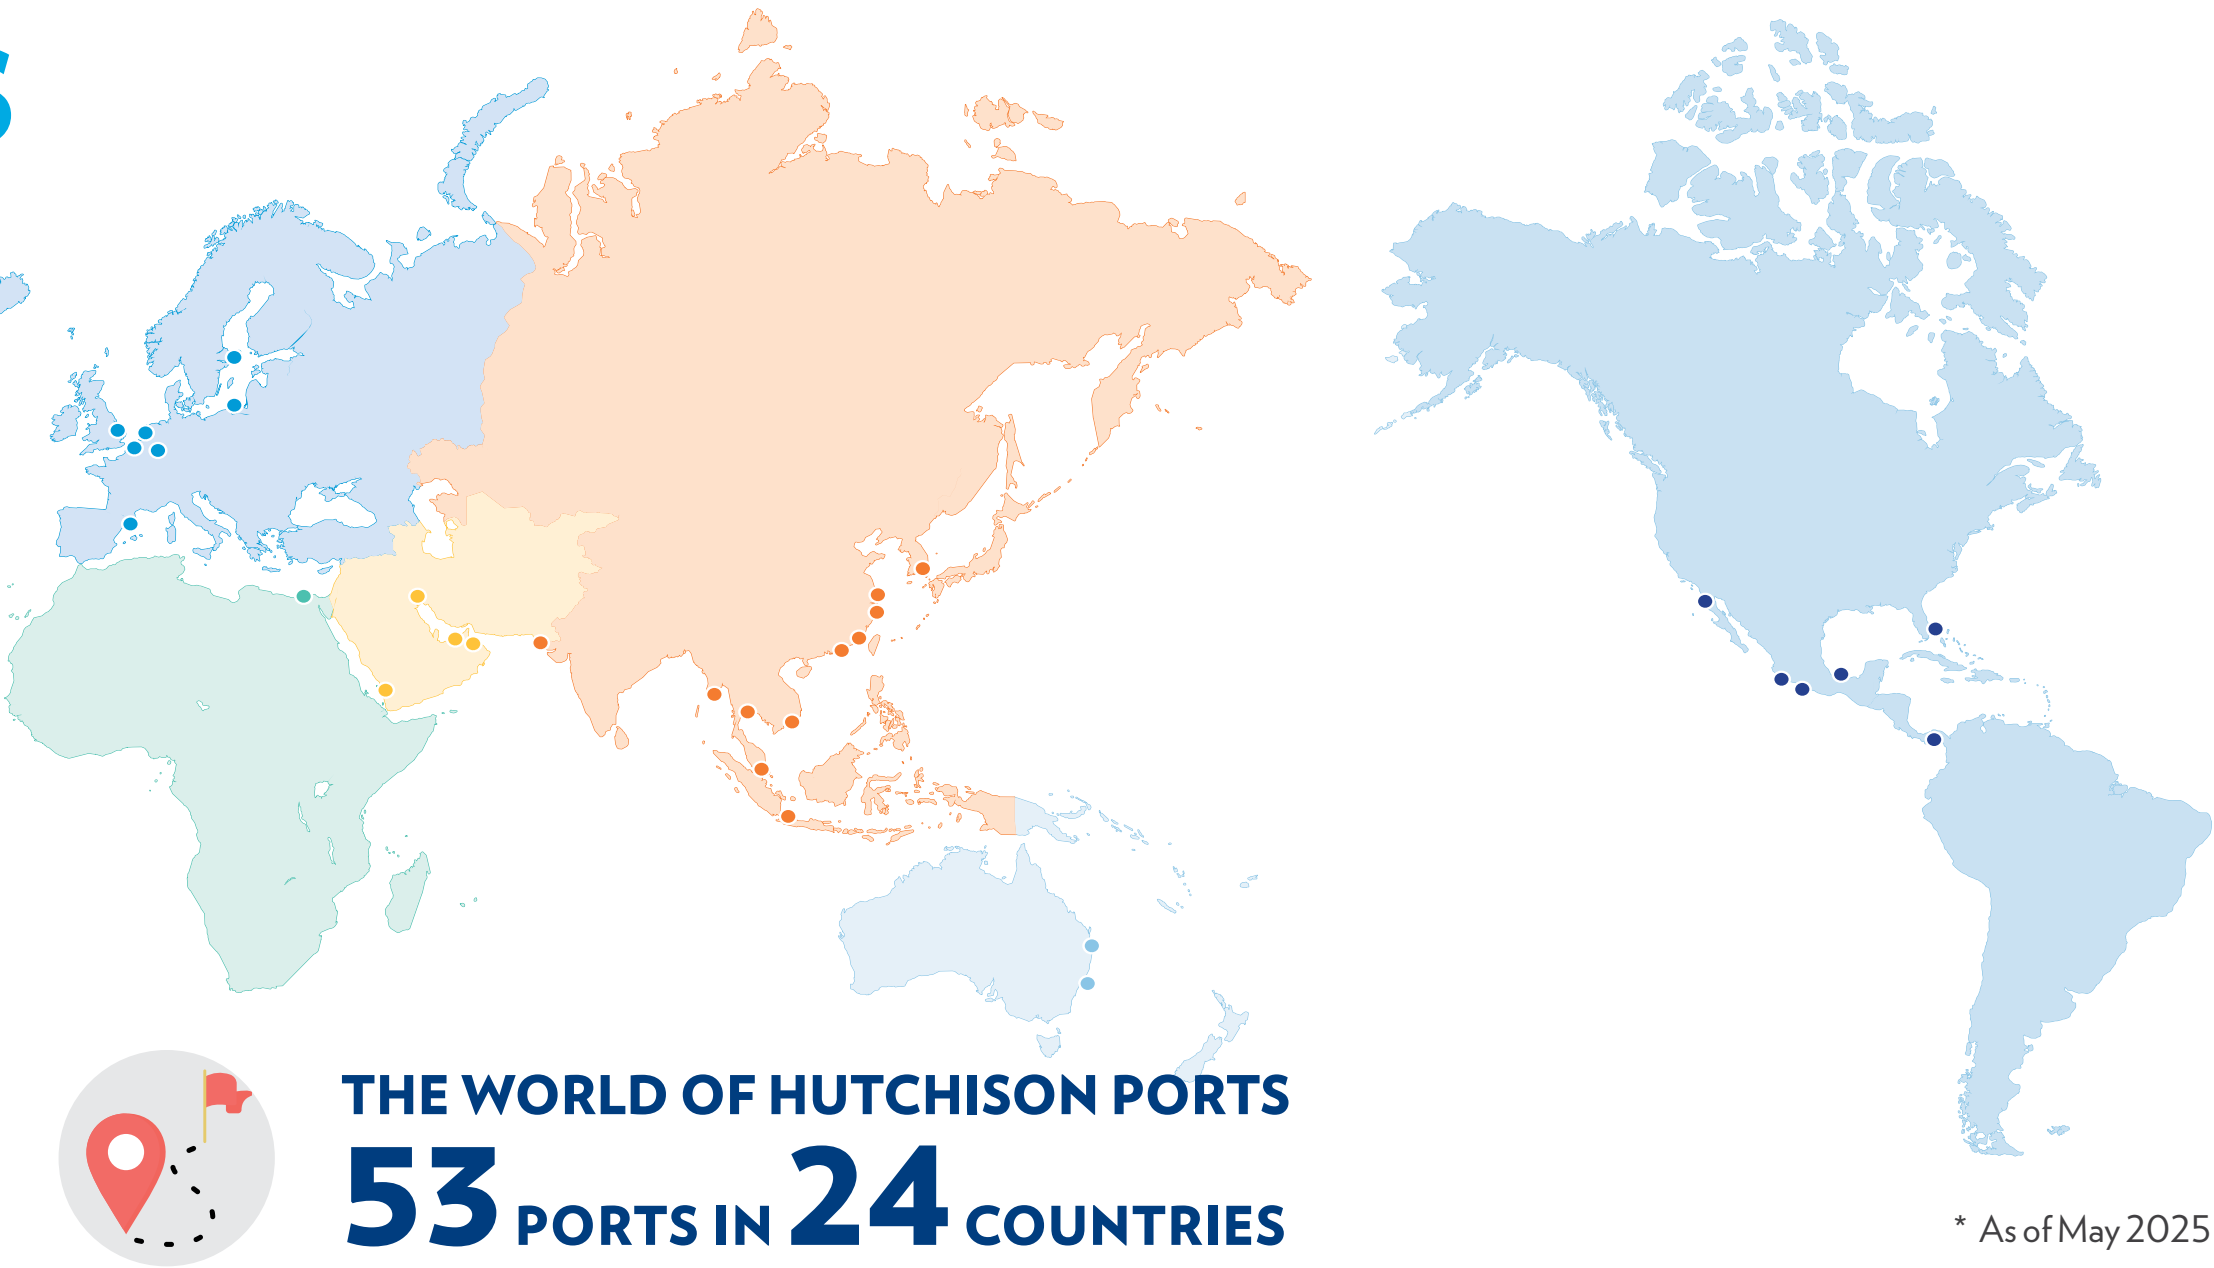 S
THE WORLD OF HUTCHISON PORTS
53 PORTS IN 24 COUNTRIES
* As of May 2025